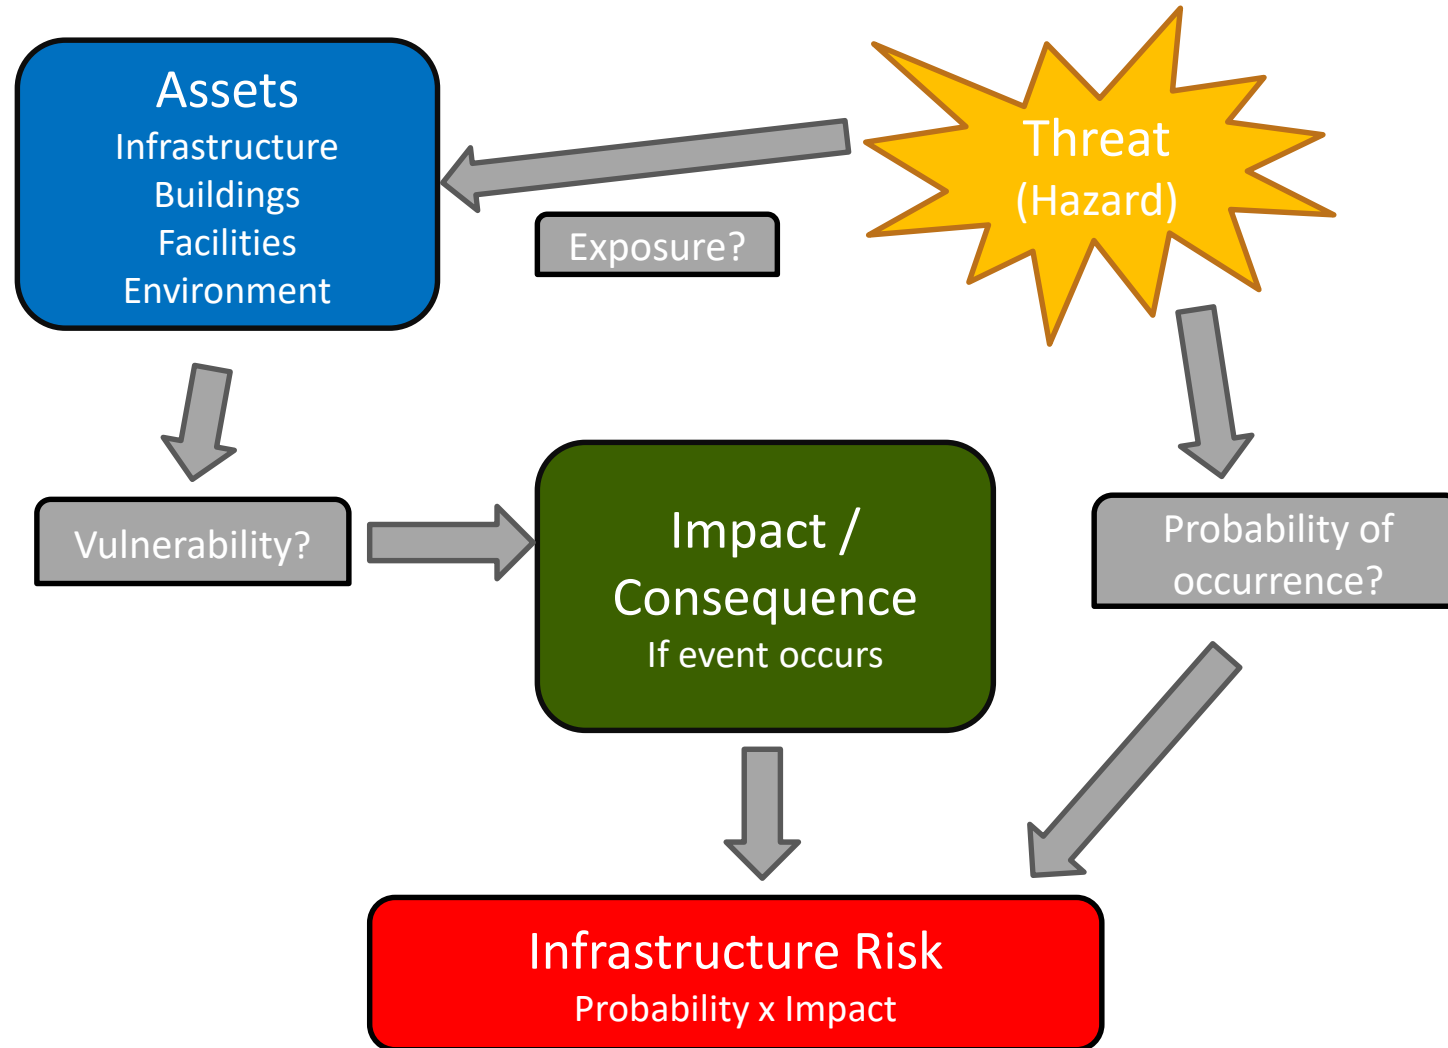 Assets
Infrastructure
Buildings
Facilities
Environment
Threat
(Hazard)
Exposure?
Vulnerability?
Impact /
Consequence
If event occurs
Probability of
occurrence?
Infrastructure Risk
Probability x Impact